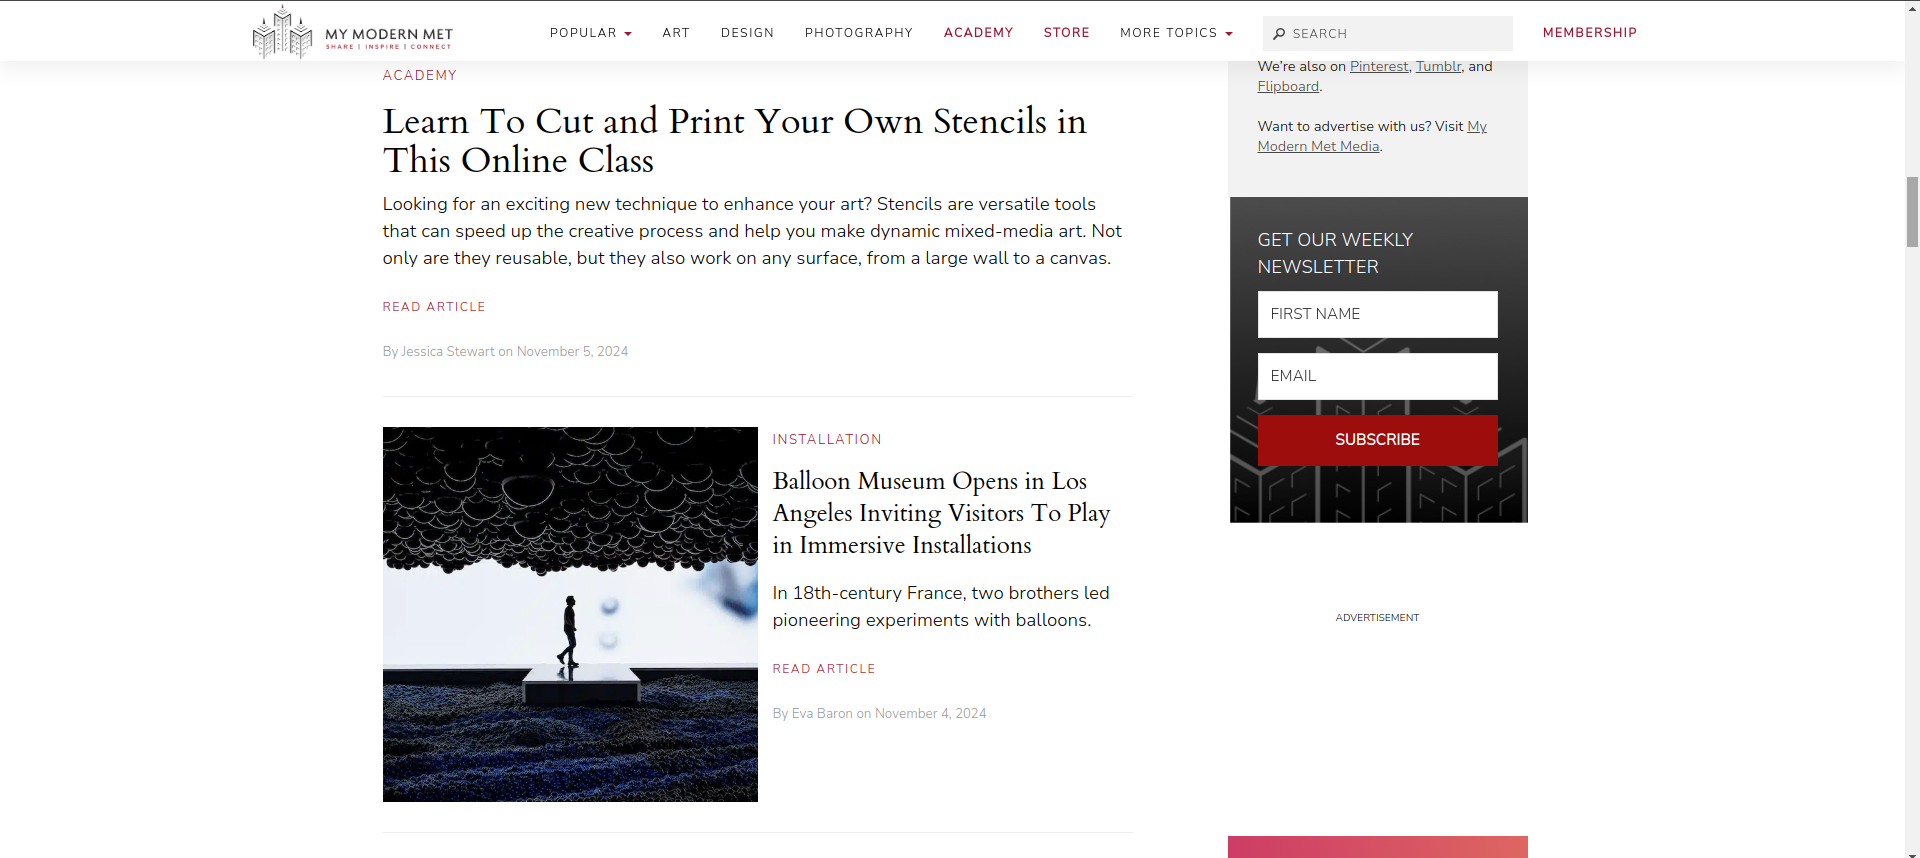 MY MODERN MET
SHARE | INSPIRE | CONNECT
POPULAR
ART
DESIGN
PHOTOGRAPHY
ACADEMY
STORE
MORE TOPICS
SEARCH
MEMBERSHIP
ACADEMY
Learn To Cut and Print Your Own Stencils in
This Online Class
Looking for an exciting new technique to enhance your art? Stencils are versatile tools
that can speed up the creative process and help you make dynamic mixed-media art. Not
only are they reusable, but they also work on any surface, from a large wall to a canvas.
READ ARTICLE
By Jessica Stewart on November 5, 2024
INSTALLATION
Balloon Museum Opens in Los
Angeles Inviting Visitors To Play
in Immersive Installations
In 18th-century France, two brothers led
pioneering experiments with balloons.
READ ARTICLE
By Eva Baron on November 4, 2024
We're also on Pinterest, Tumblr, and
Flipboard.
Want to advertise with us? Visit My
Modern Met Media.
GET OUR WEEKLY
NEWSLETTER
FIRST NAME
EMAIL
SUBSCRIBE
ADVERTISEMENT